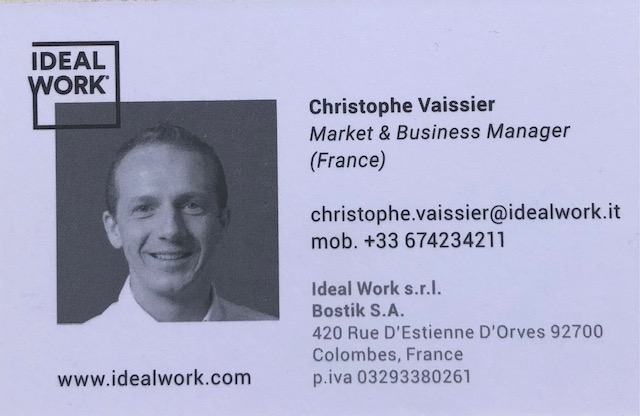 IDEAL
WORK®
Christophe Vaissier
Market & Business Manager
(France)
christophe.vaissier@idealwork.it
mob. +33 674234211
Ideal Work s.r.l.
Bostik S.A.
420 Rue D'Estienne D'Orves 92700
Colombes, France
p.iva 03293380261
www.idealwork.com